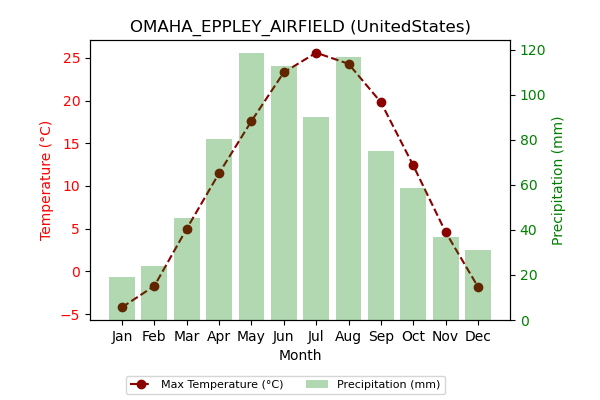 OMAHA_EPPLEY_AIRFIELD (UnitedStates)
25
20
15
10
5
0
−5
Temperature (°C)
120
100
80
60
40
20
0
Precipitation (mm)
Jan Feb Mar Apr May Jun Jul Aug Sep Oct Nov Dec
Month
Max Temperature (°C) Precipitation (mm)